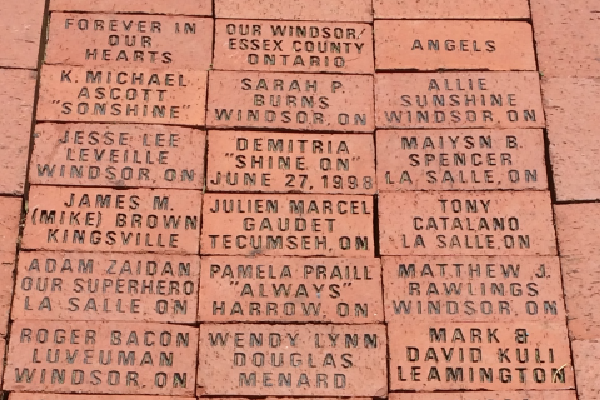 FOREVER IN
OUR
HEARTS
OUR WINDSOR/
ESSEX COUNTY
ONTARIO
ANGELS
K. MICHAEL
ASCOTT
"SONSHINE"
SARAH P.
BURNS
WINDSOR, ON
ALLIE
SUNSHINE
WINDSOR, ON
JESSE LEE
LEVEILLE
WINDSOR, ON
DEMITRIA
"SHINE ON"
JUNE 27, 1998
MAIYSN B.
SPENCER
LA SALLE, ON
JAMES M.
(MIKE) BROWN
KINGSVILLE
JULIEN MARCEL
GAUDET
TECUMSEH, ON
TONY
CATALANO
LA SALLE, ON
ADAM ZAIDAN
OUR SUPERHERO
LA SALLE, ON
PAMELA PRAILL
"ALWAYS"
HARROW, ON
MATTHEW J.
RAWLINGS
WINDSOR, ON
ROGER BACON
LUVEUMAN
WINDSOR, ON
WENDY LYNN
DOUGLAS
MENARD
MARK &
DAVID KULI
LEAMINGTON